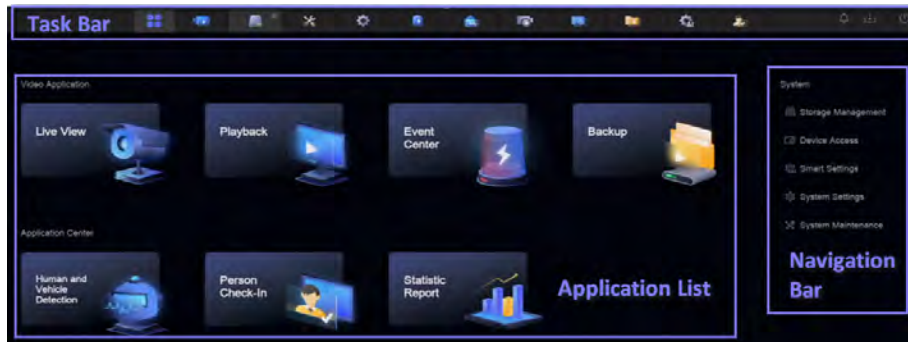 Task Bar
Video Application
Live View
Playback
Event
Center
Backup
Application Center
Human and
Vehicle
Detection
Person
Check-In
Statistic
Report
Application List
System
Storage Management
Device Access
Smart Settings
System Settings
System Maintenance
Navigation
Bar